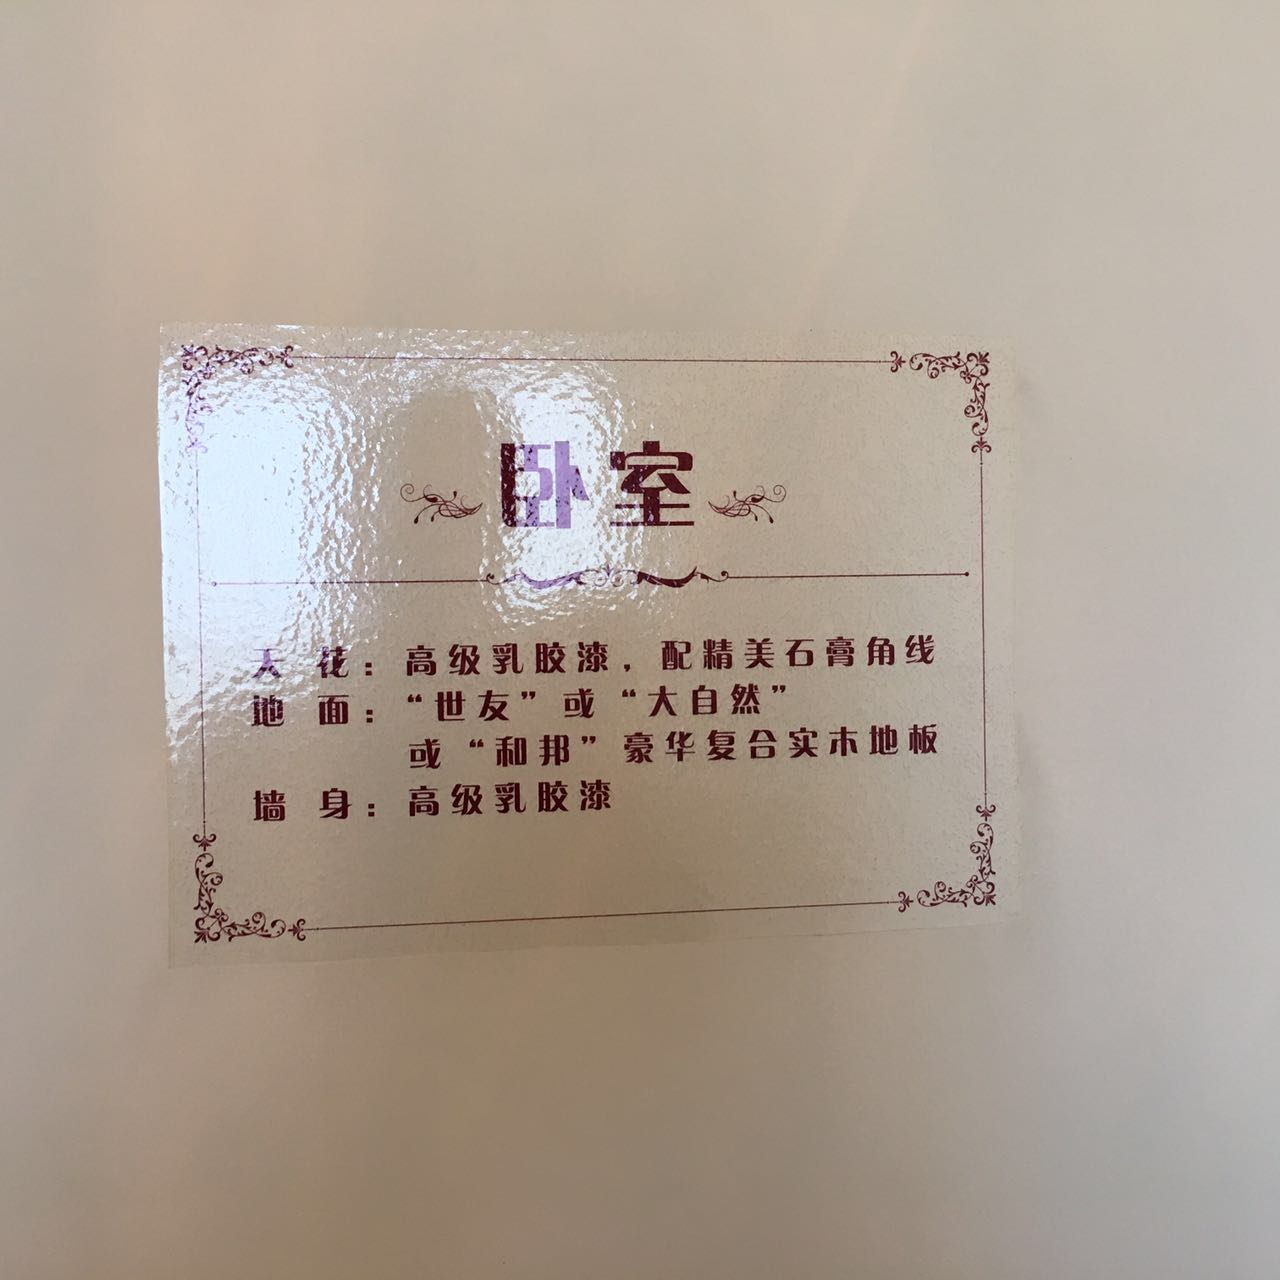 卧室
天花：高级乳胶漆，配精美石膏角线
地面：“世友”或“大自然”
或“和邦”豪华复合实木地板
墙身：高级乳胶漆